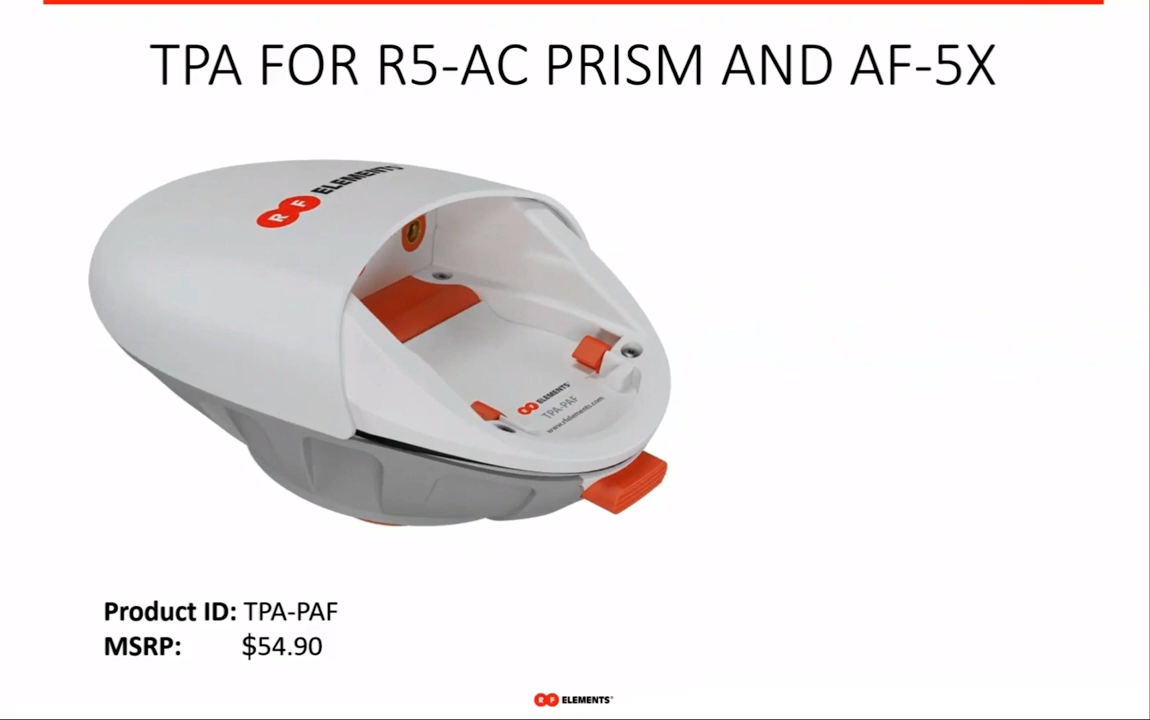 TPA FOR R5-AC PRISM AND AF-5X
RF ELEMENTS
RF ELEMENTS
TPA-PAF
www.rfelements.com
Product ID: TPA-PAF
MSRP: $54.90
RF ELEMENTS